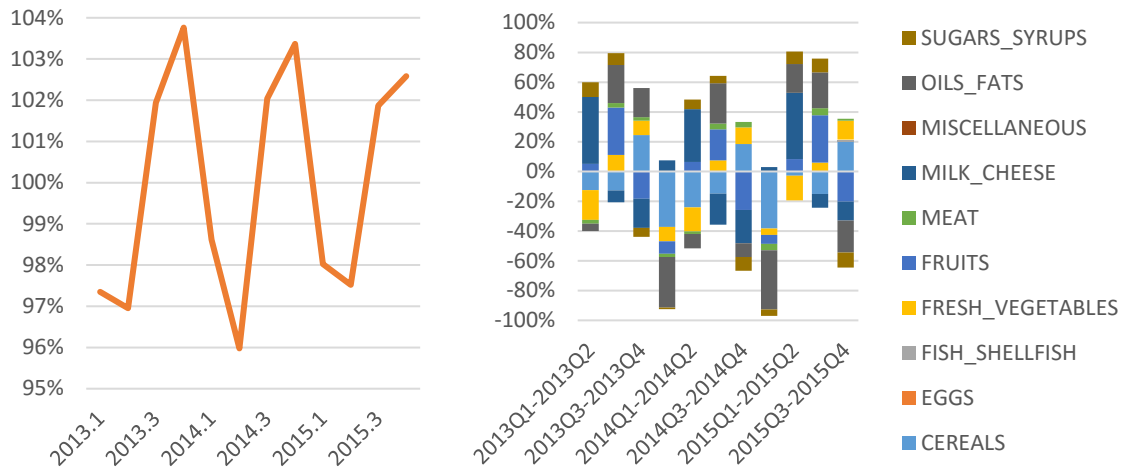 104%
103%
102%
101%
100%
99%
98%
97%
96%
95%
2013.1
2013.3
2014.1
2014.3
2015.1
2015.3
100%
80%
60%
40%
20%
0%
-20%
-40%
-60%
-80%
-100%
2013Q1-2013Q2
2013Q3-2013Q4
2014Q1-2014Q2
2014Q3-2014Q4
2015Q1-2015Q2
2015Q3-2015Q4
SUGARS_SYRUPS
OILS_FATS
MISCELLANEOUS
MILK_CHEESE
MEAT
FRUITS
FRESH_VEGETABLES
FISH_SHELLFISH
EGGS
CEREALS